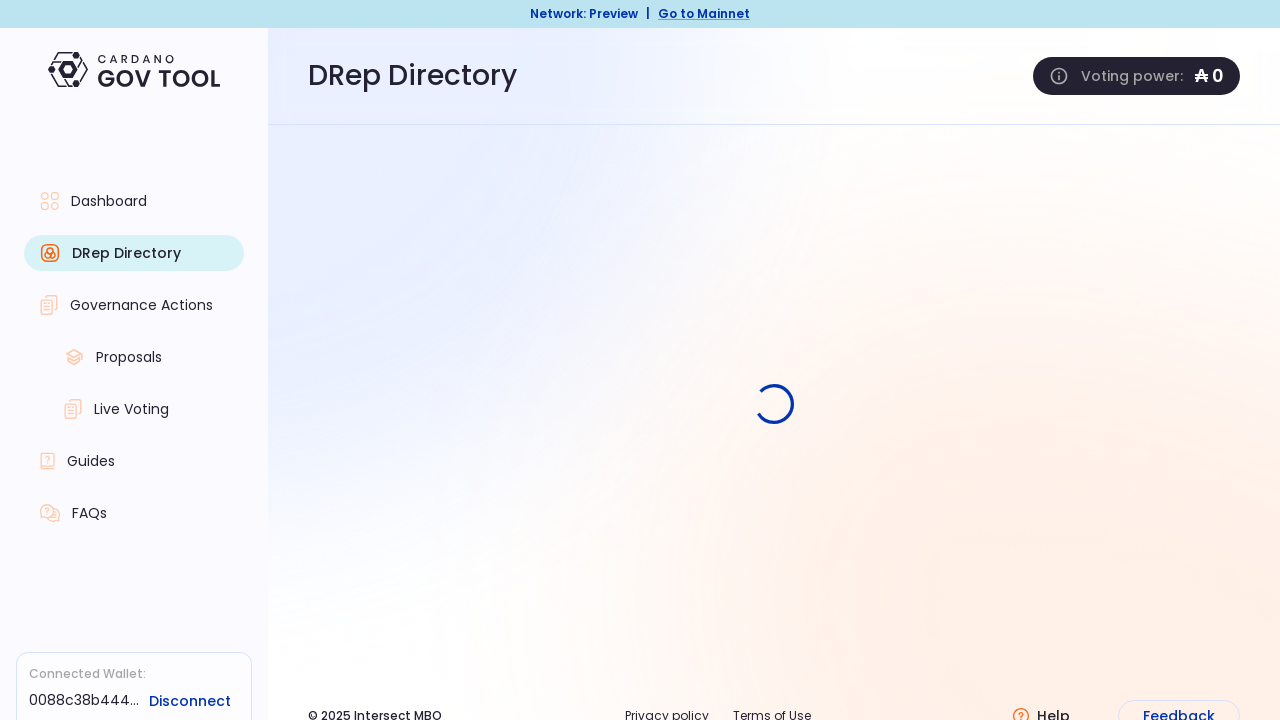 Network: Preview | Go to Mainnet
CARDANO
GOV TOOL
DRep Directory
Voting power: ₳ 0
Dashboard
DRep Directory
Governance Actions
Proposals
Live Voting
Guides
FAQs
Connected Wallet:
0088c38b444... Disconnect
© 2025 Intersect MBO
Privacy policy
Terms of Use
Help
Feedback